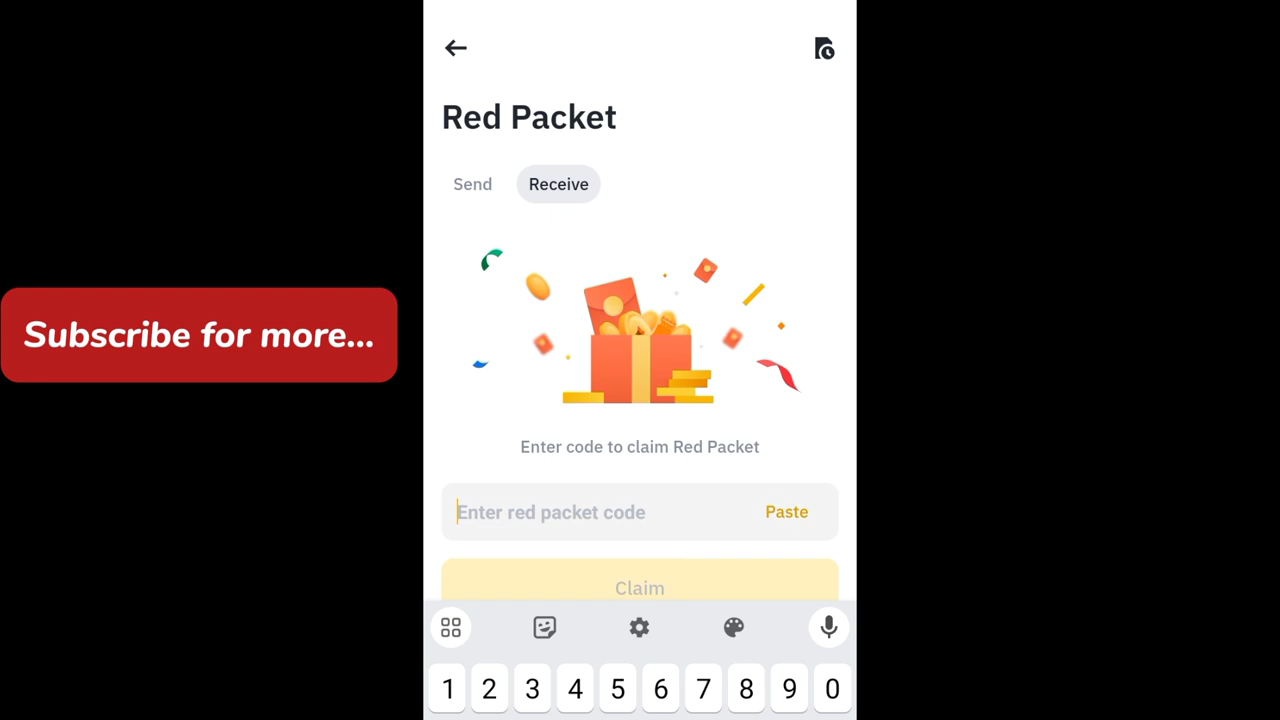 Red Packet
Send Receive
Subscribe for more...
Enter code to claim Red Packet
Enter red packet code Paste
Claim
1 2 3 4 5 6 7 8 9 0